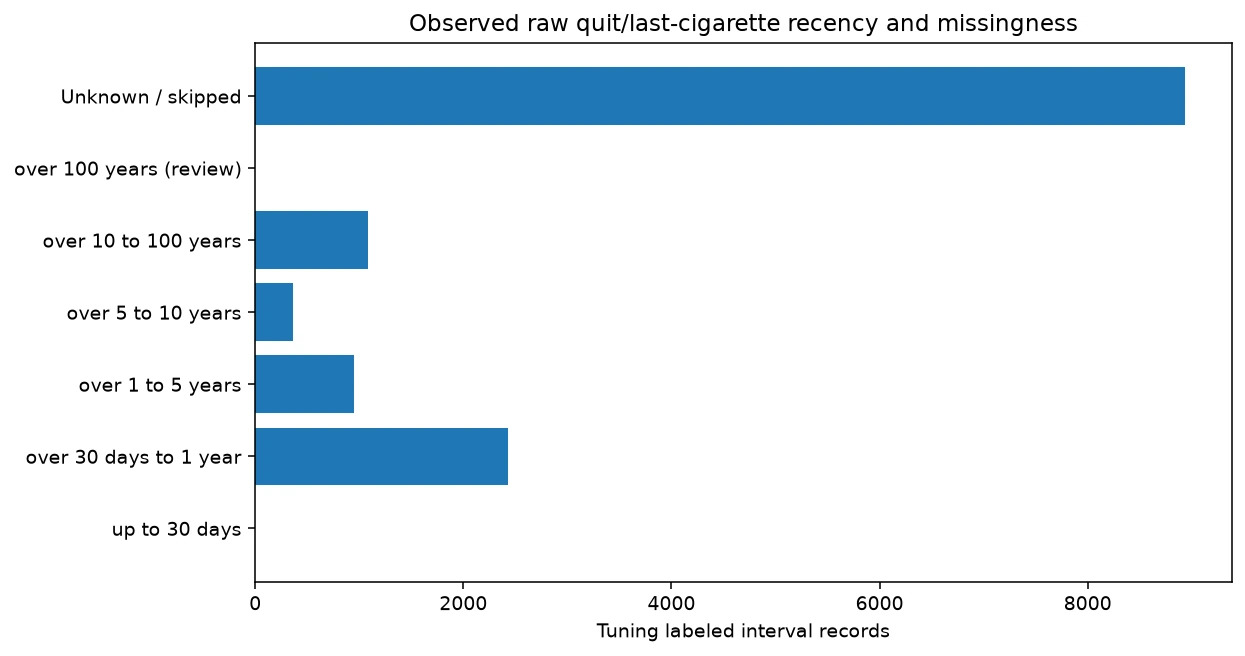 Observed raw quit/last-cigarette recency and missingness
Unknown / skipped
over 100 years (review)
over 10 to 100 years
over 5 to 10 years
over 1 to 5 years
over 30 days to 1 year
up to 30 days
0 2000 4000 6000 8000
Tuning labeled interval records